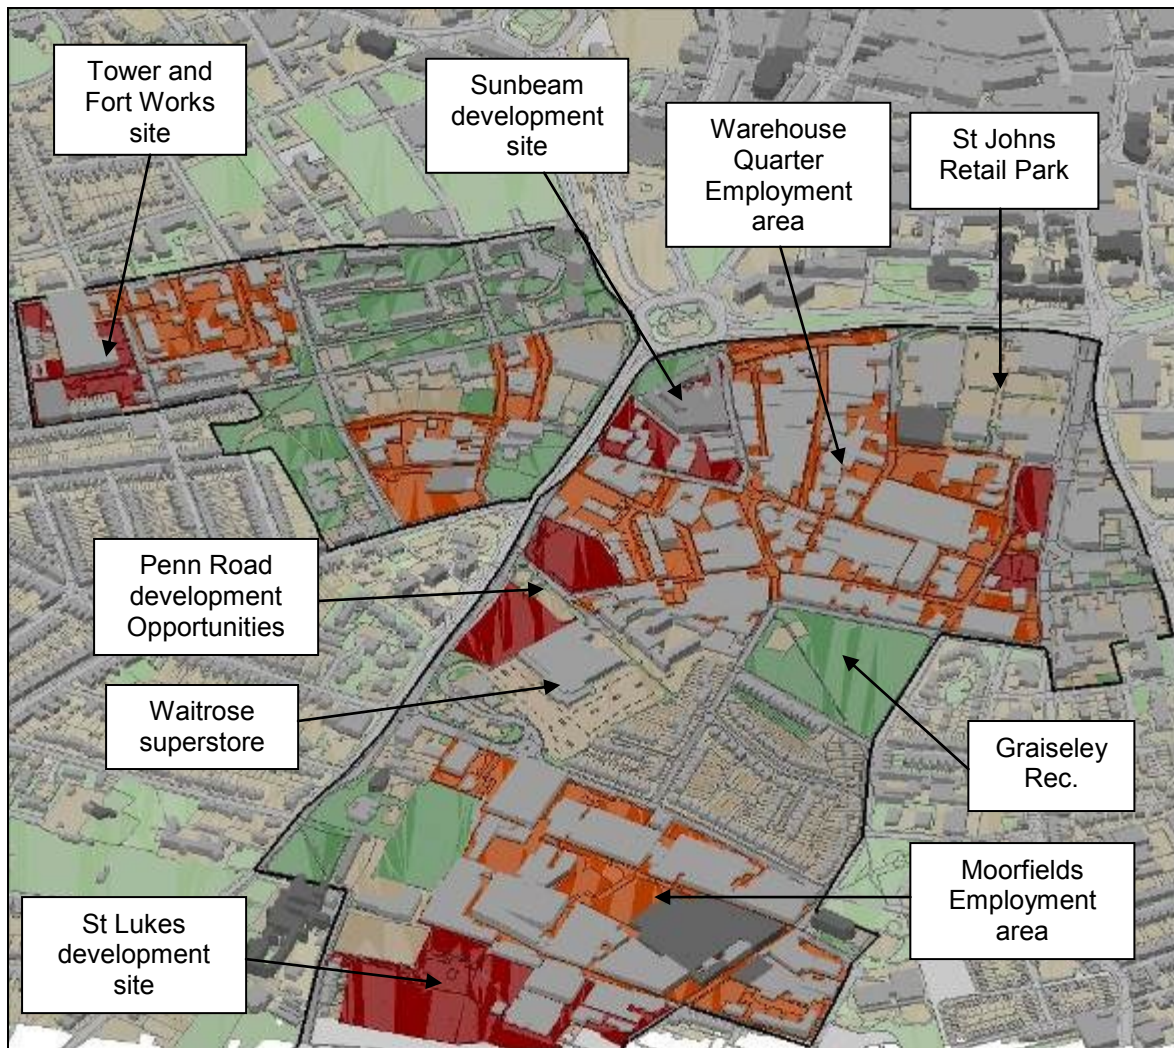 Tower and
Fort Works
site
Sunbeam
development
site
Warehouse
Quarter
Employment
area
St Johns
Retail Park
Penn Road
development
Opportunities
Waitrose
superstore
Graiseley
Rec.
Moorfields
Employment
area
St Lukes
development
site